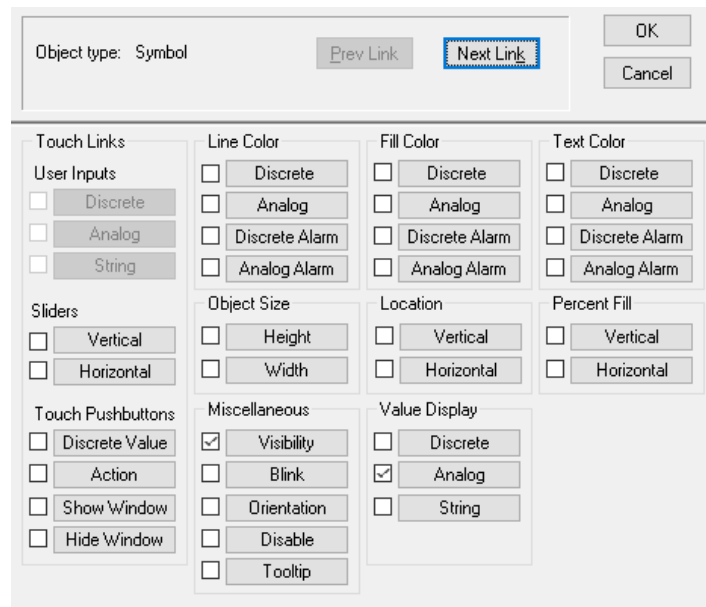 Object type: Symbol
Prev Link
Next Link
OK
Cancel
Touch Links
User Inputs
Discrete
Analog
String
Sliders
Vertical
Horizontal
Touch Pushbuttons
Discrete Value
Action
Show Window
Hide Window
Line Color
Discrete
Analog
Discrete Alarm
Analog Alarm
Object Size
Height
Width
Miscellaneous
Visibility
Blink
Orientation
Disable
Tooltip
Fill Color
Discrete
Analog
Discrete Alarm
Analog Alarm
Location
Vertical
Horizontal
Value Display
Discrete
Analog
String
Text Color
Discrete
Analog
Discrete Alarm
Analog Alarm
Percent Fill
Vertical
Horizontal